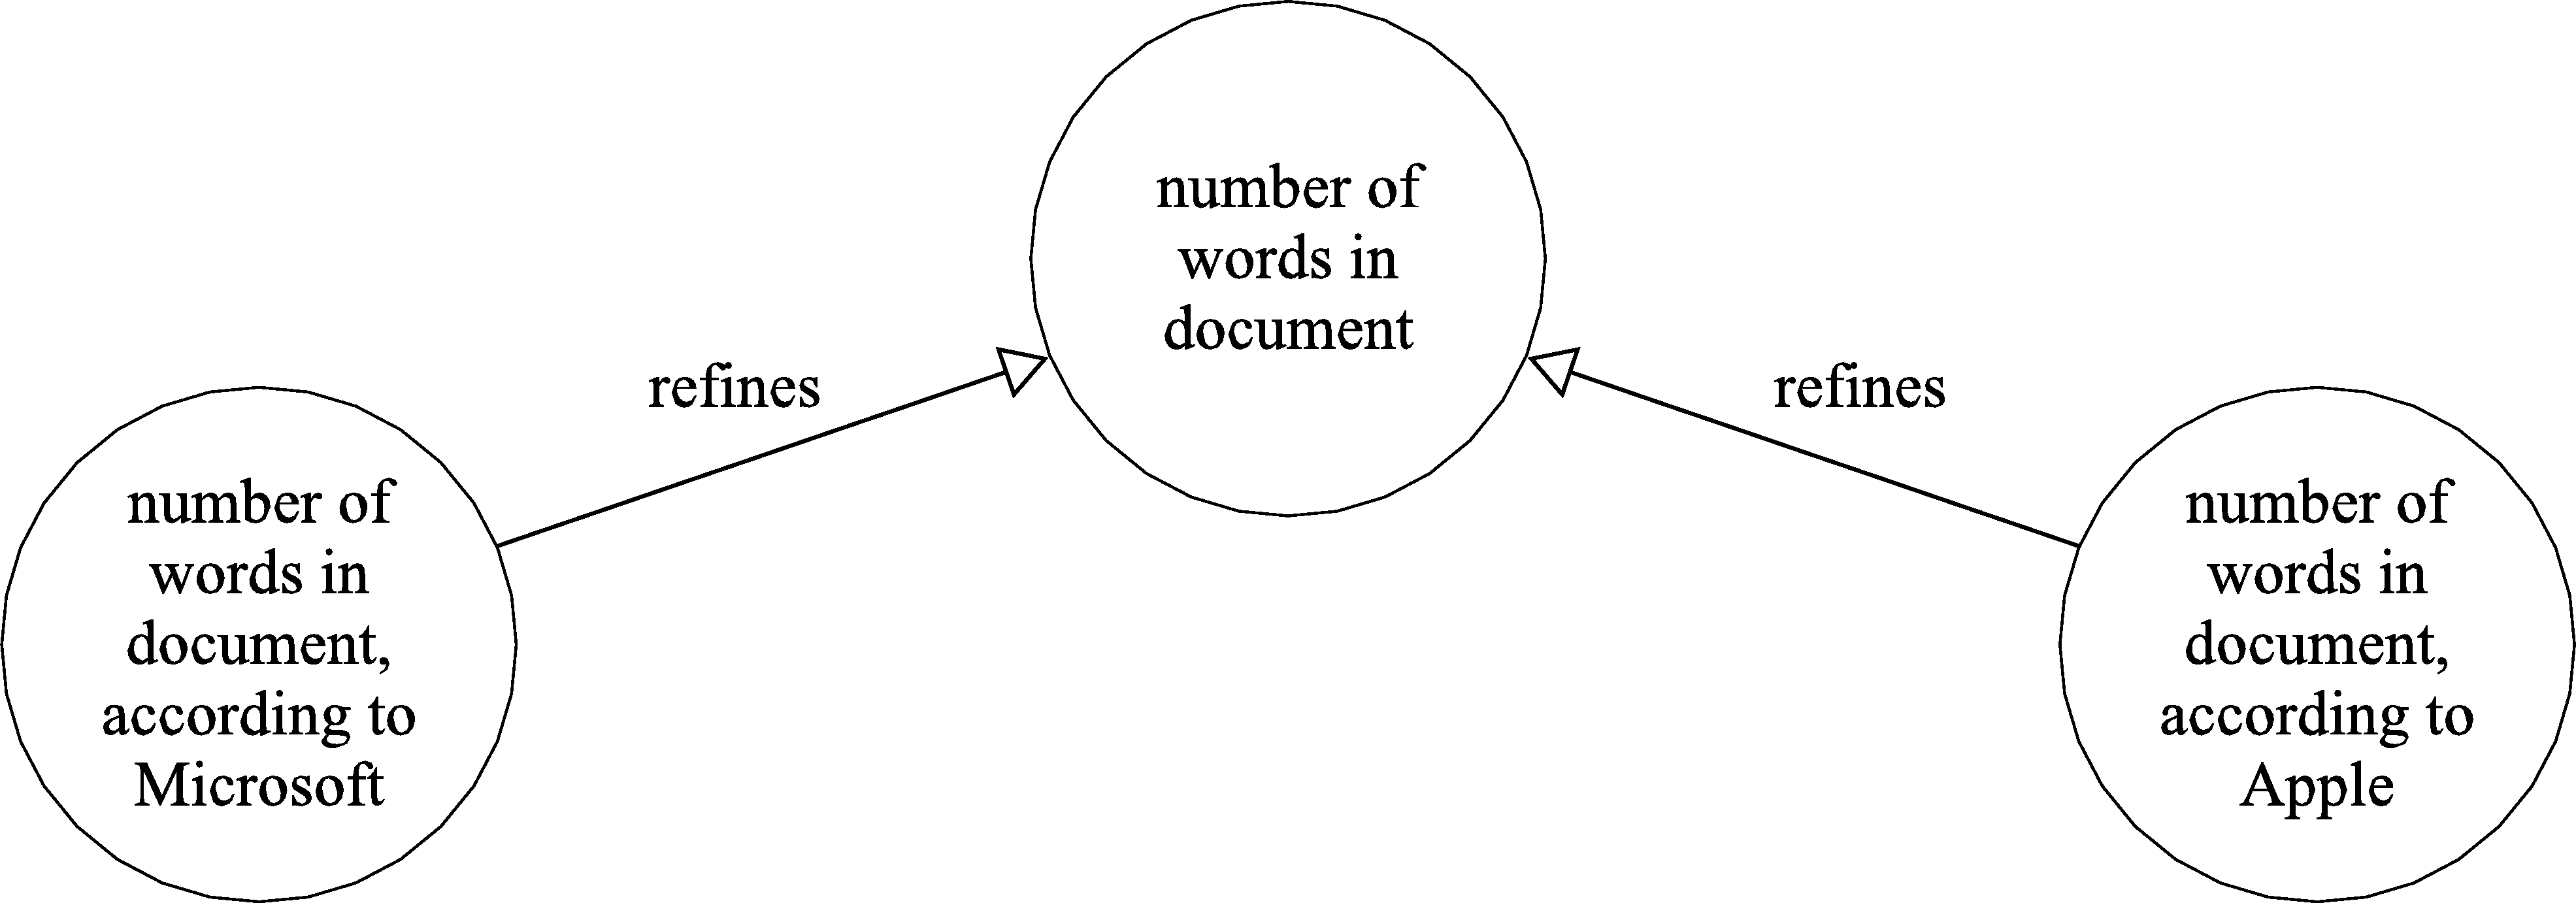 number of
words in
document
refines
refines
number of
words in
document,
according to
Microsoft
number of
words in
document,
according to
Apple